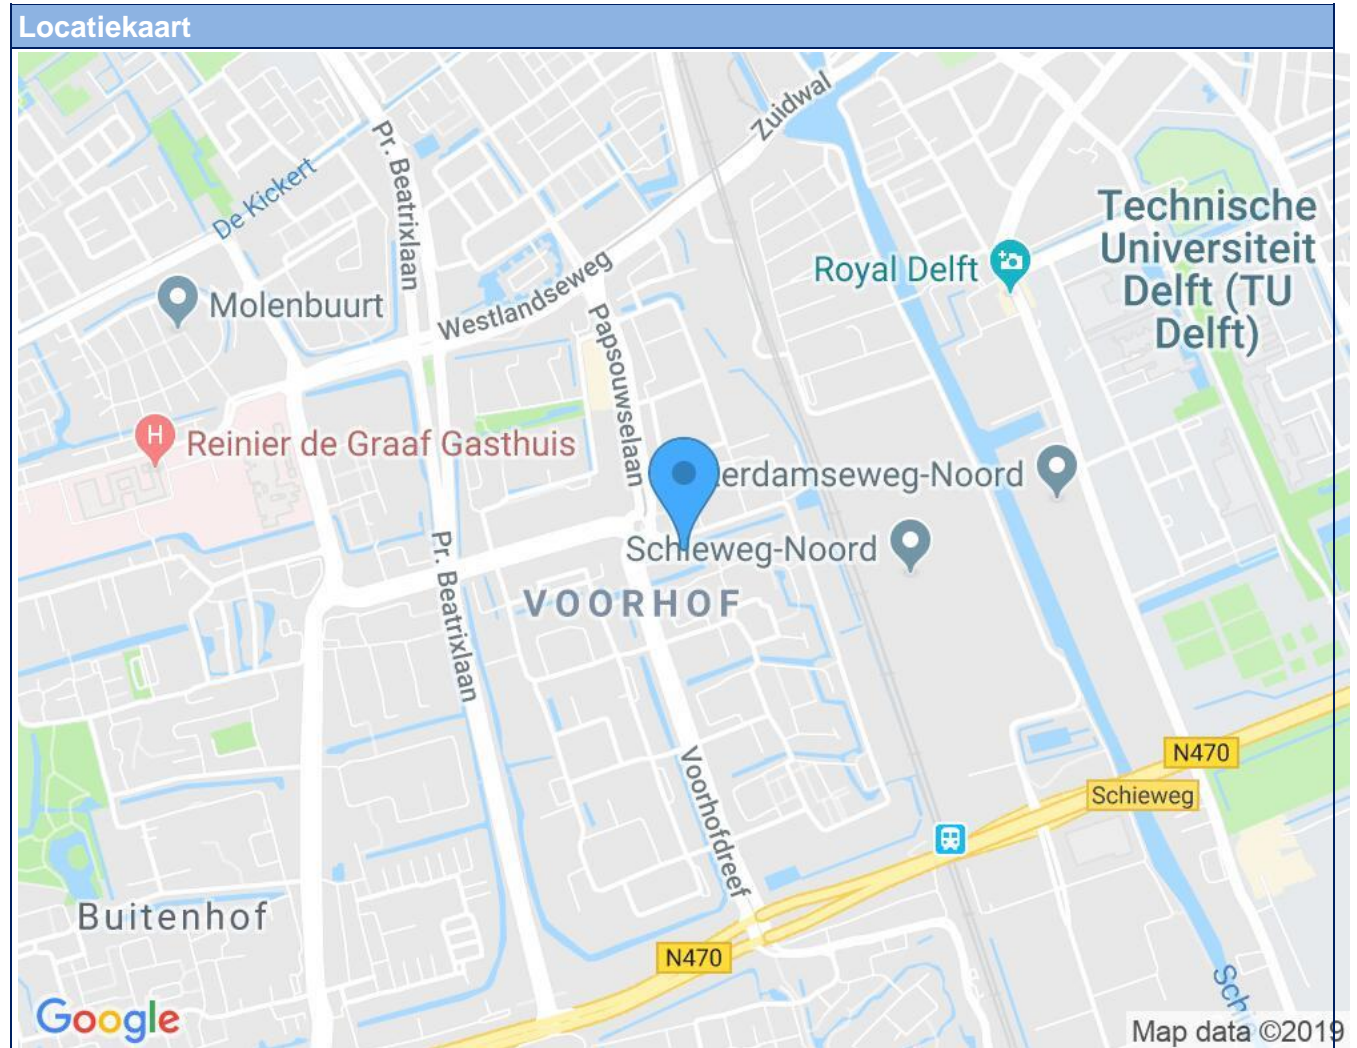 Locatiekaart
Zuidwal
De Kickert
Pr. Beatrixlaan
Technische
Universiteit
Delft (TU
Delft)
Royal Delft
Molenbuurt
Westlandseweg
Papsouwselaan
H
Reinier de Graaf Gasthuis
erdamseweg-Noord
Schieweg-Noord
VOORHOF
Pr. Beatrixlaan
N470
Schieweg
Voorhofdreef
Buitenhof
N470
Sch
Google
Map data ©2019